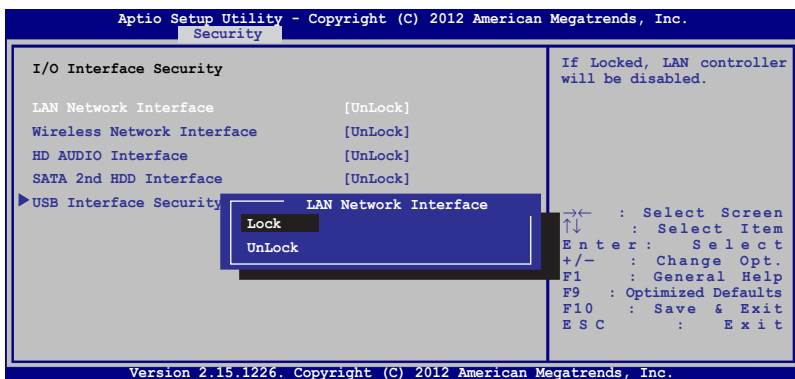 Aptio Setup Utility - Copyright (C) 2012 American Megatrends, Inc.
Security
I/O Interface Security
LAN Network Interface [UnLock]
Wireless Network Interface [UnLock]
HD AUDIO Interface [UnLock]
SATA 2nd HDD Interface [UnLock]
USB Interface Security
LAN Network Interface
Lock
UnLock
If Locked, LAN controller
will be disabled.
→← : Select Screen
↑↓ : Select Item
Enter: Select
+/— : Change Opt.
F1 : General Help
F9 : Optimized Defaults
F10 : Save & Exit
ESC : Exit
Version 2.15.1226. Copyright (C) 2012 American Megatrends, Inc.